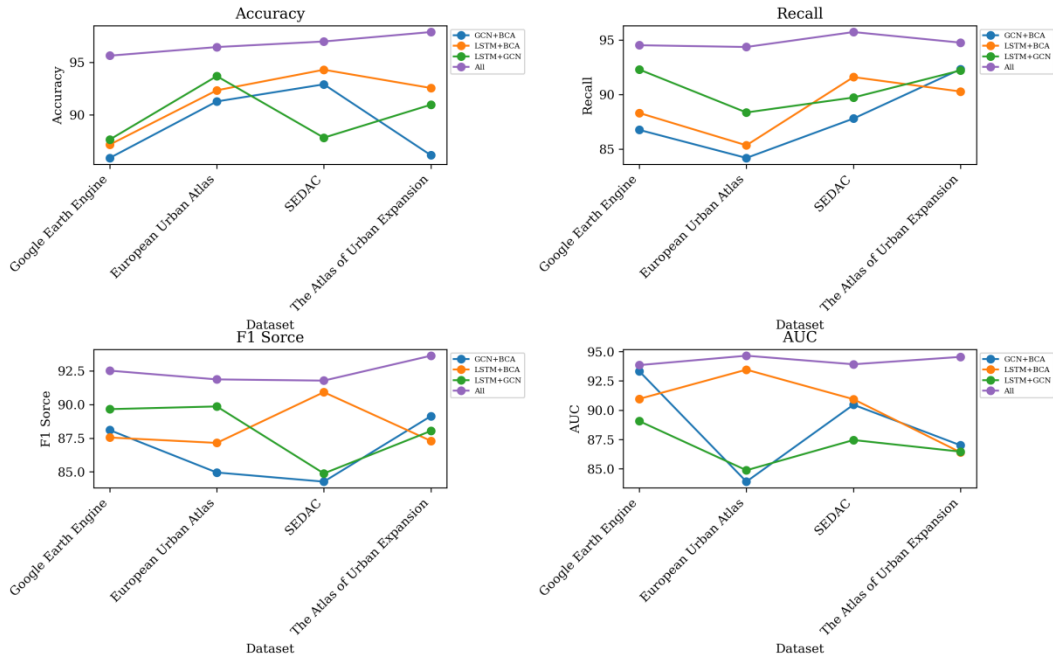 Accuracy
Accuracy
95
90
GCN+BCA
LSTM+BCA
LSTM+GCN
All
Google Earth Engine
European Urban Atlas
SEDAC
The Atlas of Urban Expansion
Dataset
Recall
Recall
95
90
85
GCN+BCA
LSTM+BCA
LSTM+GCN
All
Google Earth Engine
European Urban Atlas
SEDAC
The Atlas of Urban Expansion
Dataset
F1 Sorce
F1 Sorce
92.5
90.0
87.5
85.0
GCN+BCA
LSTM+BCA
LSTM+GCN
All
Google Earth Engine
European Urban Atlas
SEDAC
The Atlas of Urban Expansion
Dataset
AUC
AUC
95.0
92.5
90.0
87.5
85.0
GCN+BCA
LSTM+BCA
LSTM+GCN
All
Google Earth Engine
European Urban Atlas
SEDAC
The Atlas of Urban Expansion
Dataset